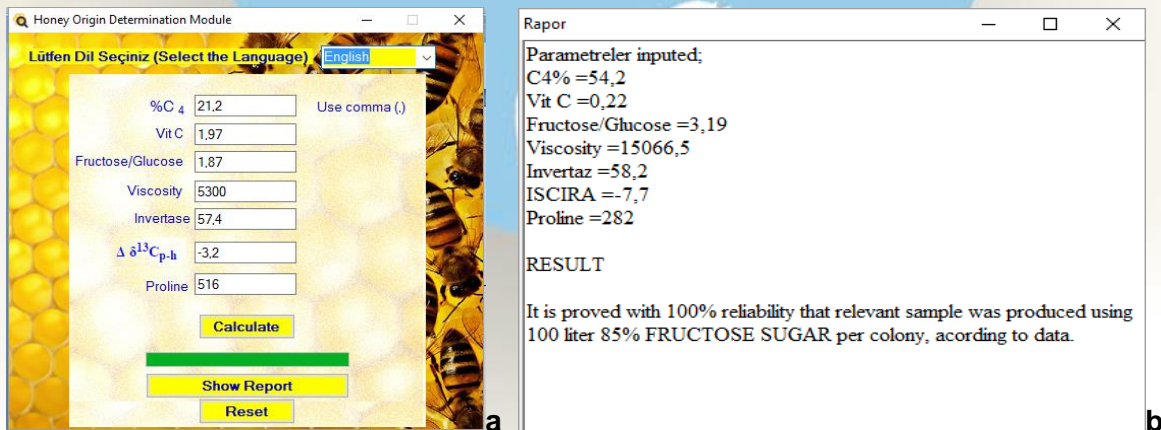 Honey Origin Determination Module
Lütfen Dil Seçiniz (Select the Language) English
%C 4 21,2 Use comma (,)
Vit C 1,97
Fructose/Glucose 1,87
Viscosity 5300
Invertase 57,4
Δ δ13Cp-h -3,2
Proline 516
Calculate
Show Report
Reset
a
Rapor
Parametreler inputed;
C4% =54,2
Vit C =0,22
Fructose/Glucose =3,19
Viscosity =15066,5
Invertaz =58,2
ISCIRA =-7,7
Proline =282
RESULT
It is proved with 100% reliability that relevant sample was produced using
100 liter 85% FRUCTOSE SUGAR per colony, acording to data.
b